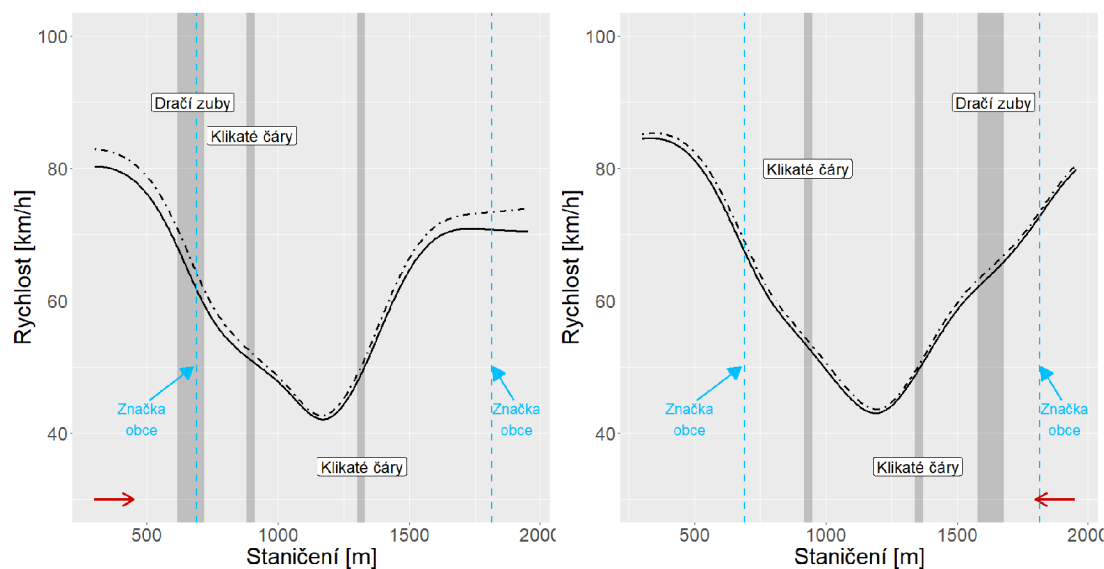 100
80
60
40
Rychlost [km/h]
Dračí zuby
Klikaté čáry
Značka
obce
Značka
obce
Klikaté čáry
500
1000
1500
2000
Staničení [m]
100
80
60
40
Rychlost [km/h]
Dračí zuby
Klikaté čáry
Značka
obce
Značka
obce
Klikaté čáry
500
1000
1500
2000
Staničení [m]